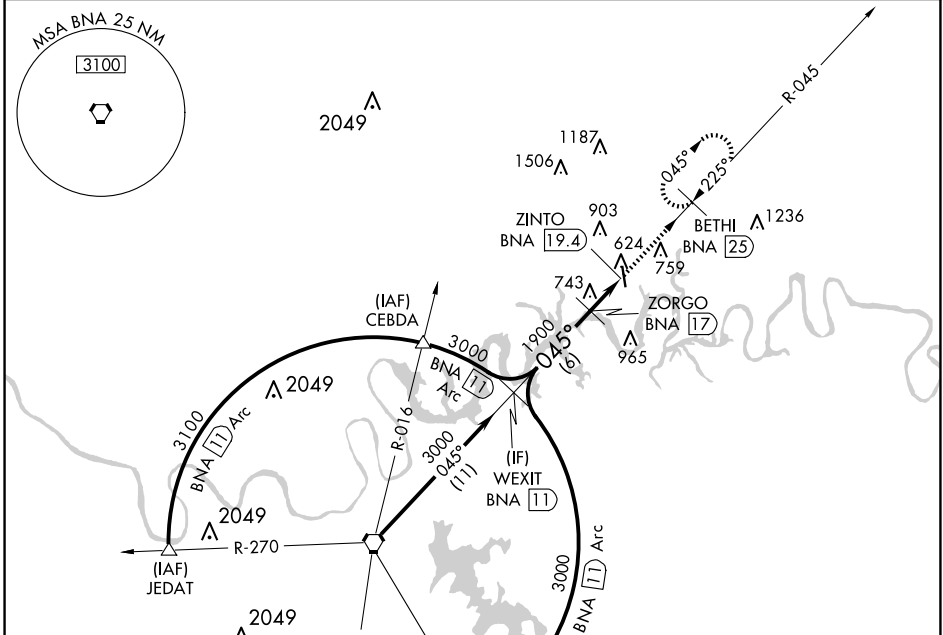 MSA BNA 25 NM
3100
2049
1187
1506
R-045
045°
225°
903
ZINTO
BNA 19.4
624
759
BETHI
BNA 25
1236
743
ZORGO
BNA 17
965
(IAF)
CEBDA
3000
BNA 11
Arc
1900
045°
(6)
2049
3100
BNA 11 Arc
R-016
3000
045°
(11)
(IF)
WEXIT
BNA 11
2049
R-270
(IAF)
JEDAT
3000
BNA 11 Arc
2049